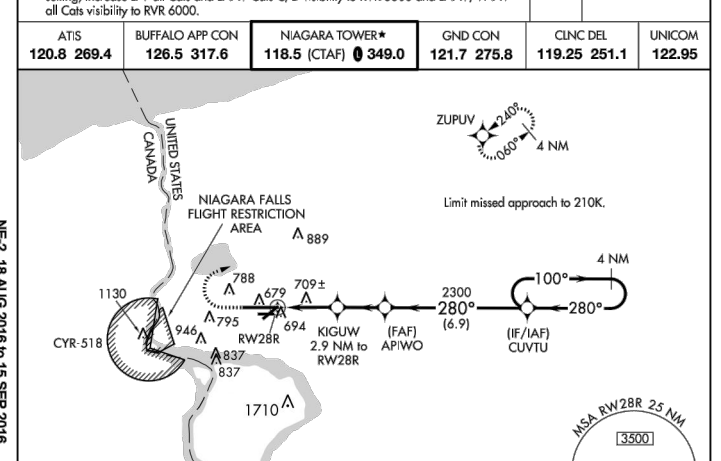 all Cats visibility to RVR 6000.
ATIS
120.8 269.4
BUFFALO APP CON
126.5 317.6
NIAGARA TOWER★
118.5 (CTAF) L 349.0
GND CON
121.7 275.8
CLNC DEL
119.25 251.1
UNICOM
122.95
ZUPUV
240°
060°
4 NM
UNITED STATES
CANADA
Limit missed approach to 210K.
NIAGARA FALLS
FLIGHT RESTRICTION
AREA
889
4 NM
788
709±
679
2300
100°
1130
280°
280°
(6.9)
795
694
946
RW28R
KIGUW
2.9 NM to
RW28R
(FAF)
APIWO
(IF/IAF)
CUVTU
CYR-518
837
837
1710
MSA RW28R 25 NM
3500
NE-2, 18 AUG 2016 to 15 SEP 2016